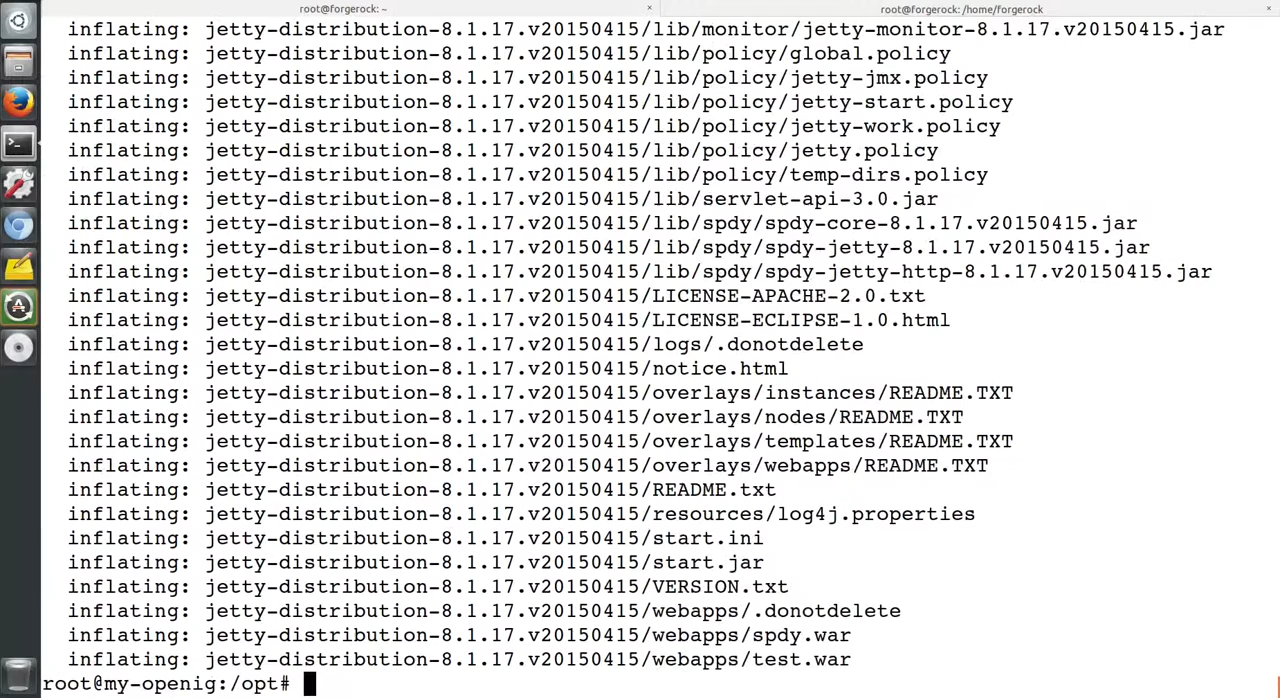 root@forgerock: ~ × root@forgerock: /home/forgerock ×
inflating: jetty-distribution-8.1.17.v20150415/lib/monitor/jetty-monitor-8.1.17.v20150415.jar
inflating: jetty-distribution-8.1.17.v20150415/lib/policy/global.policy
inflating: jetty-distribution-8.1.17.v20150415/lib/policy/jetty-jmx.policy
inflating: jetty-distribution-8.1.17.v20150415/lib/policy/jetty-start.policy
inflating: jetty-distribution-8.1.17.v20150415/lib/policy/jetty-work.policy
inflating: jetty-distribution-8.1.17.v20150415/lib/policy/jetty.policy
inflating: jetty-distribution-8.1.17.v20150415/lib/policy/temp-dirs.policy
inflating: jetty-distribution-8.1.17.v20150415/lib/servlet-api-3.0.jar
inflating: jetty-distribution-8.1.17.v20150415/lib/spdy/spdy-core-8.1.17.v20150415.jar
inflating: jetty-distribution-8.1.17.v20150415/lib/spdy/spdy-jetty-8.1.17.v20150415.jar
inflating: jetty-distribution-8.1.17.v20150415/lib/spdy/spdy-jetty-http-8.1.17.v20150415.jar
inflating: jetty-distribution-8.1.17.v20150415/LICENSE-APACHE-2.0.txt
inflating: jetty-distribution-8.1.17.v20150415/LICENSE-ECLIPSE-1.0.html
inflating: jetty-distribution-8.1.17.v20150415/logs/.donotdelete
inflating: jetty-distribution-8.1.17.v20150415/notice.html
inflating: jetty-distribution-8.1.17.v20150415/overlays/instances/README.TXT
inflating: jetty-distribution-8.1.17.v20150415/overlays/nodes/README.TXT
inflating: jetty-distribution-8.1.17.v20150415/overlays/templates/README.TXT
inflating: jetty-distribution-8.1.17.v20150415/overlays/webapps/README.TXT
inflating: jetty-distribution-8.1.17.v20150415/README.txt
inflating: jetty-distribution-8.1.17.v20150415/resources/log4j.properties
inflating: jetty-distribution-8.1.17.v20150415/start.ini
inflating: jetty-distribution-8.1.17.v20150415/start.jar
inflating: jetty-distribution-8.1.17.v20150415/VERSION.txt
inflating: jetty-distribution-8.1.17.v20150415/webapps/.donotdelete
inflating: jetty-distribution-8.1.17.v20150415/webapps/spdy.war
inflating: jetty-distribution-8.1.17.v20150415/webapps/test.war
root@my-openig:/opt#